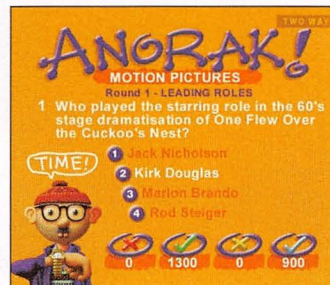 TWO WAY
ANORAK!
MOTION PICTURES
Round 1 - LEADING ROLES
1 Who played the starring role in the 60's
stage dramatisation of One Flew Over
the Cuckoo's Nest?
TIME!
1 Jack Nicholson
2 Kirk Douglas
3 Marlon Brando
4 Rod Steiger
0 1300 0 900